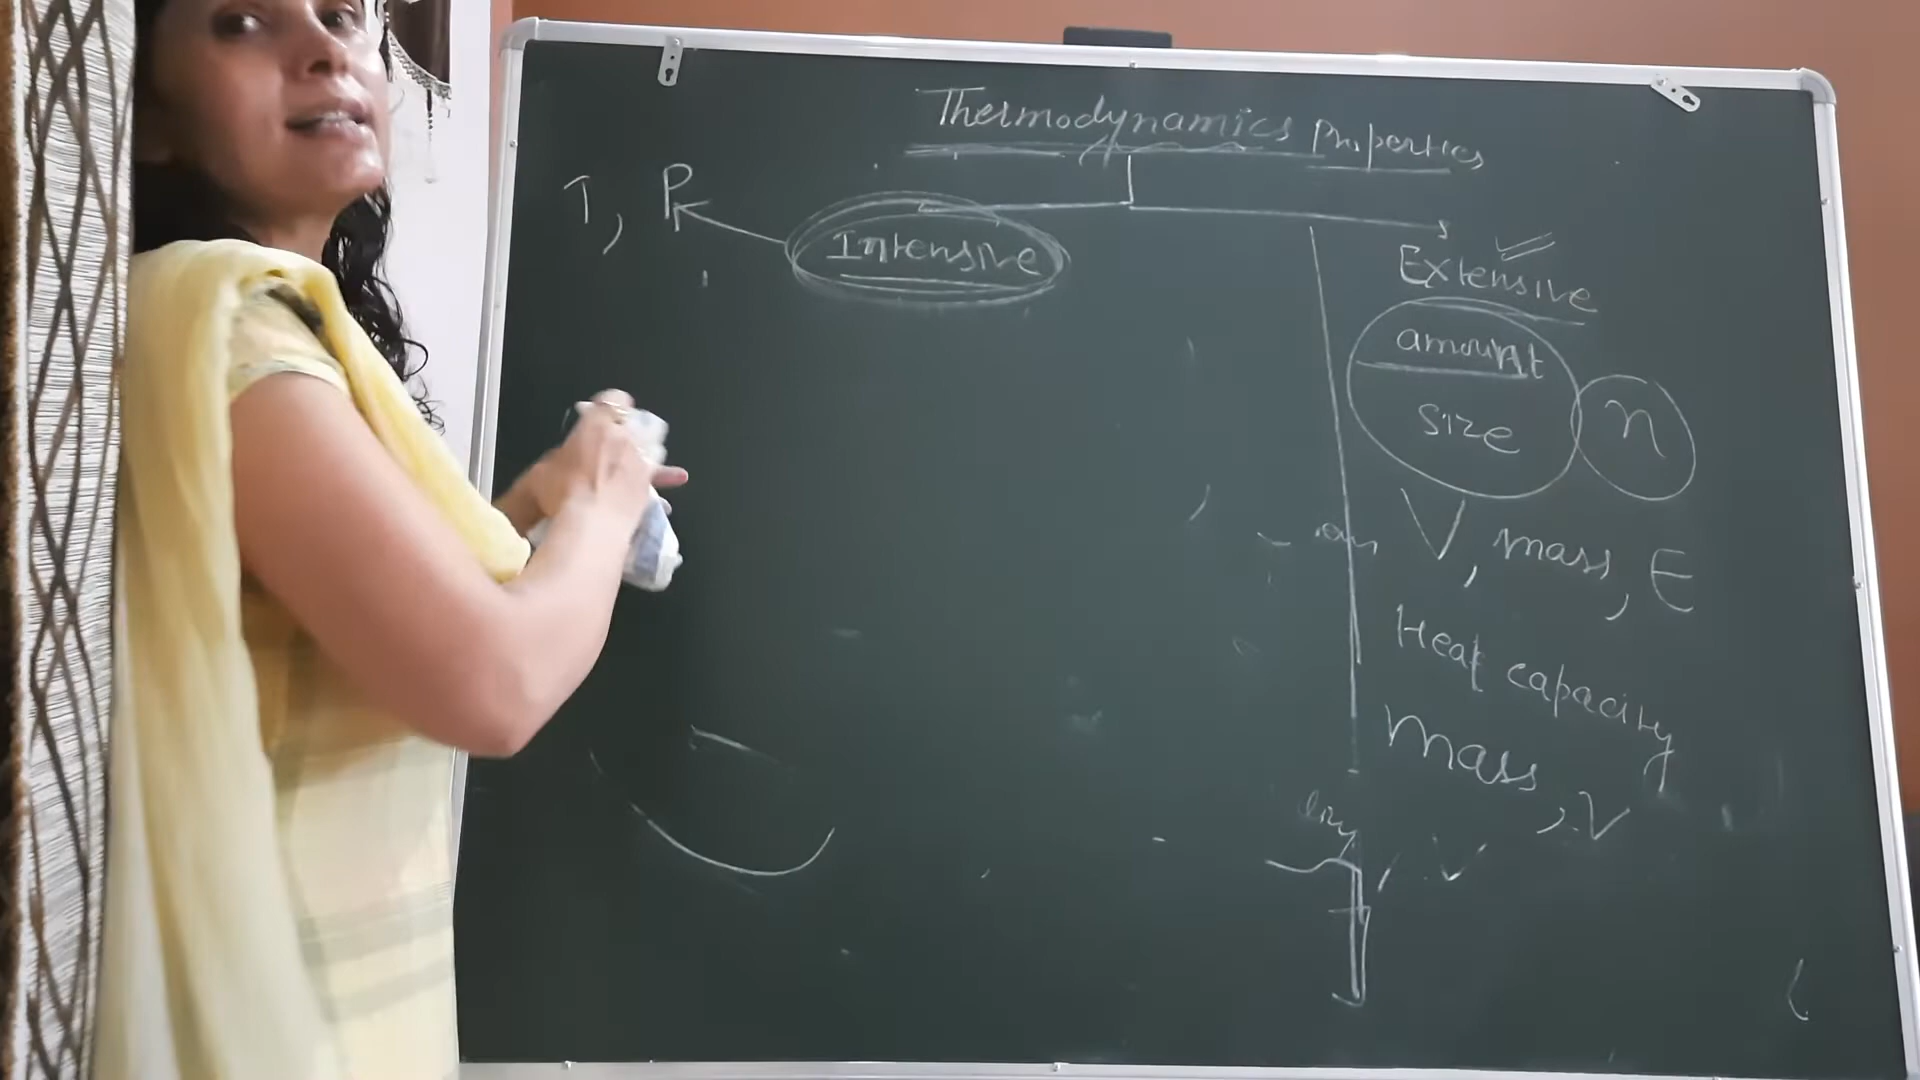 Thermodynamics Properties
T, P
Intensive
Extensive
amount
size
n
V, mass, E
Heat capacity
mass, V